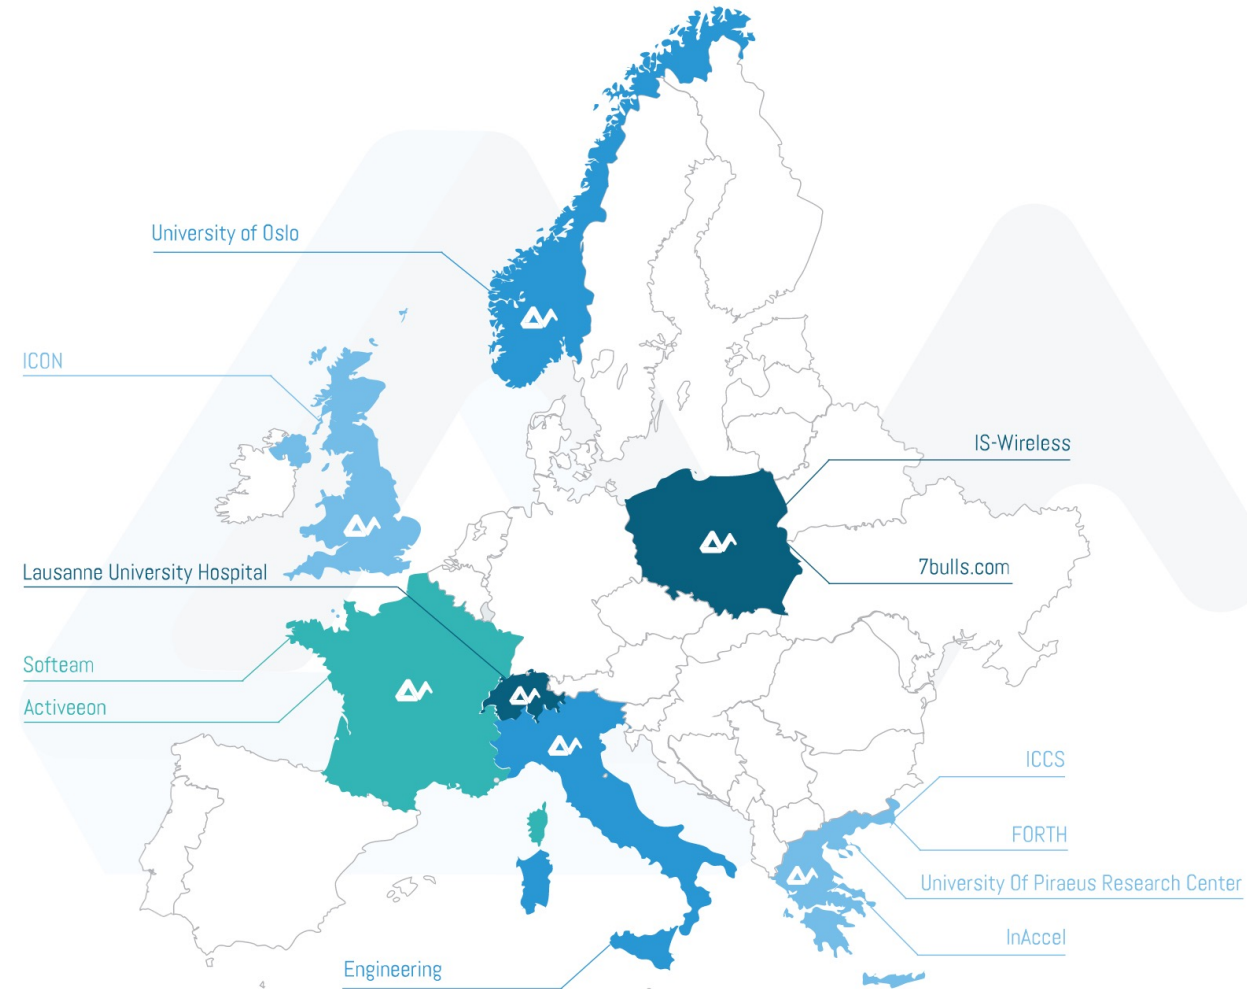 University of Oslo
ICON
IS-Wireless
7bulls.com
Lausanne University Hospital
Softeam
Activeeon
ICCS
FORTH
University Of Piraeus Research Center
InAccel
Engineering
4